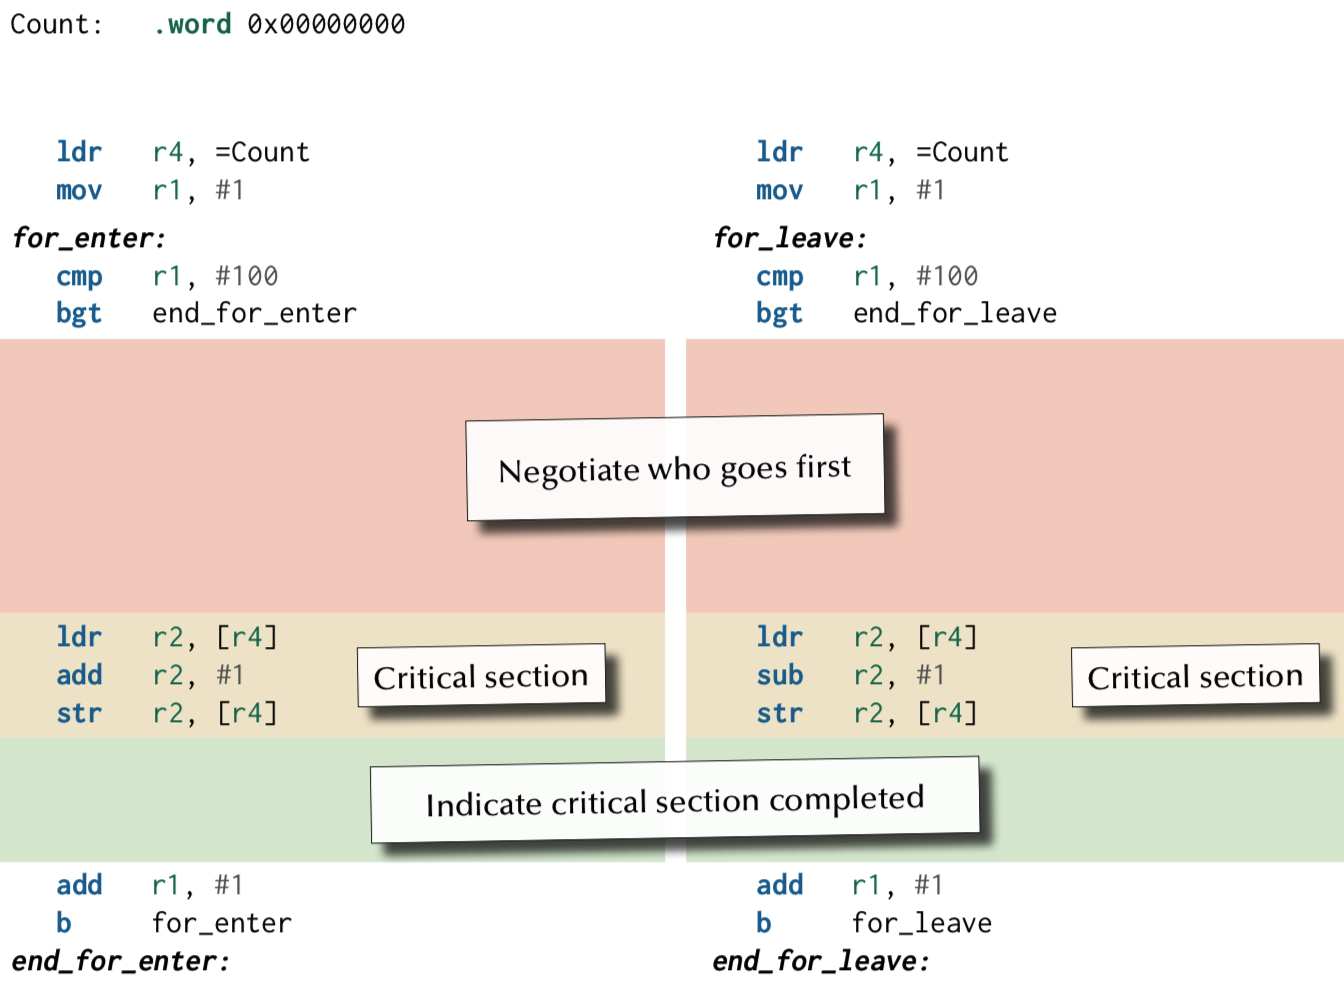 Count: .word 0x00000000
ldr r4, =Count
mov r1, #1
for_enter:
cmp r1, #100
bgt end_for_enter
ldr r4, =Count
mov r1, #1
for_leave:
cmp r1, #100
bgt end_for_leave
Negotiate who goes first
ldr r2, [r4]
add r2, #1
str r2, [r4]
Critical section
ldr r2, [r4]
sub r2, #1
str r2, [r4]
Critical section
Indicate critical section completed
add r1, #1
b for_enter
end_for_enter:
add r1, #1
b for_leave
end_for_leave: